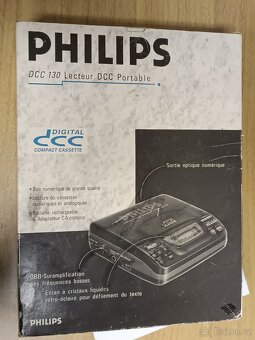 PHILIPS
DCC 130 Lecteur DCC Portable
DIGITAL
dcc
COMPACT CASSETTE
Sortie optique numérique
• Son numérique de grande qualité
• Lecture de cassettes
numériques et analogiques
• Batterie rechargeable
& Adaptateur CA compris
PHILIPS
DBB-Suramplification
des fréquences basses
Ecran à cristaux liquides
rétro-éclairé pour défilement du texte
PHILIPS